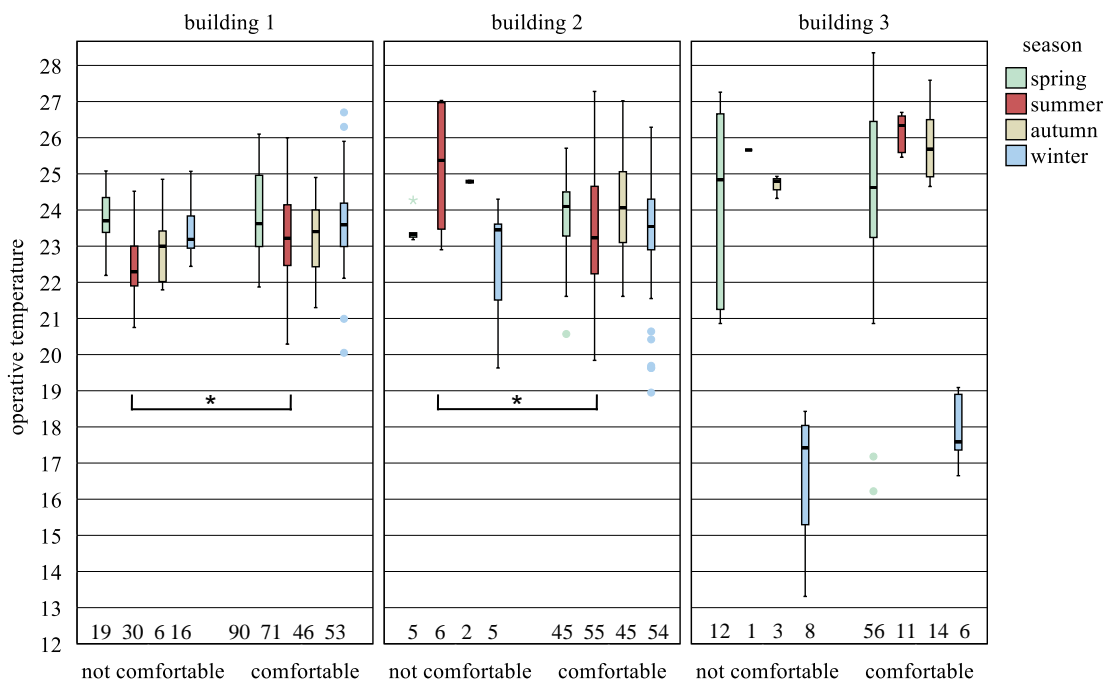 building 1 building 2 building 3
season
spring
summer
autumn
winter
operative temperature
28
27
26
25
24
23
22
21
20
19
18
17
16
15
14
13
12
* *
19 30 6 16 90 71 46 53 5 6 2 5 45 55 45 54 12 1 3 8 56 11 14 6
not comfortable comfortable not comfortable comfortable not comfortable comfortable